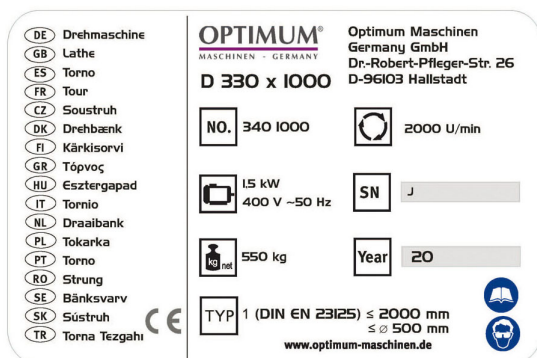 DE Drehmaschine
GB Lathe
ES Torno
FR Tour
CZ Soustruh
DK Drehbænk
FI Kärkisorvi
GR Τόρνος
HU Esztergapad
IT Tornio
NL Draaibank
PL Tokarka
PT Torno
RO Strung
SE Bänksvarv
SK Sústruh
TR Torna Tezgahı
CE
OPTIMUM®
MASCHINEN - GERMANY
D 330 x 1000
Optimum Maschinen
Germany GmbH
Dr.-Robert-Pfleger-Str. 26
D-96103 Hallstadt
NO. 340 1000
2000 U/min
1.5 kW
400 V ~50 Hz
SN J
kg net 550 kg
Year 20
TYP 1 (DIN EN 23125) ≤ 2000 mm
≤ ⌀ 500 mm
www.optimum-maschinen.de